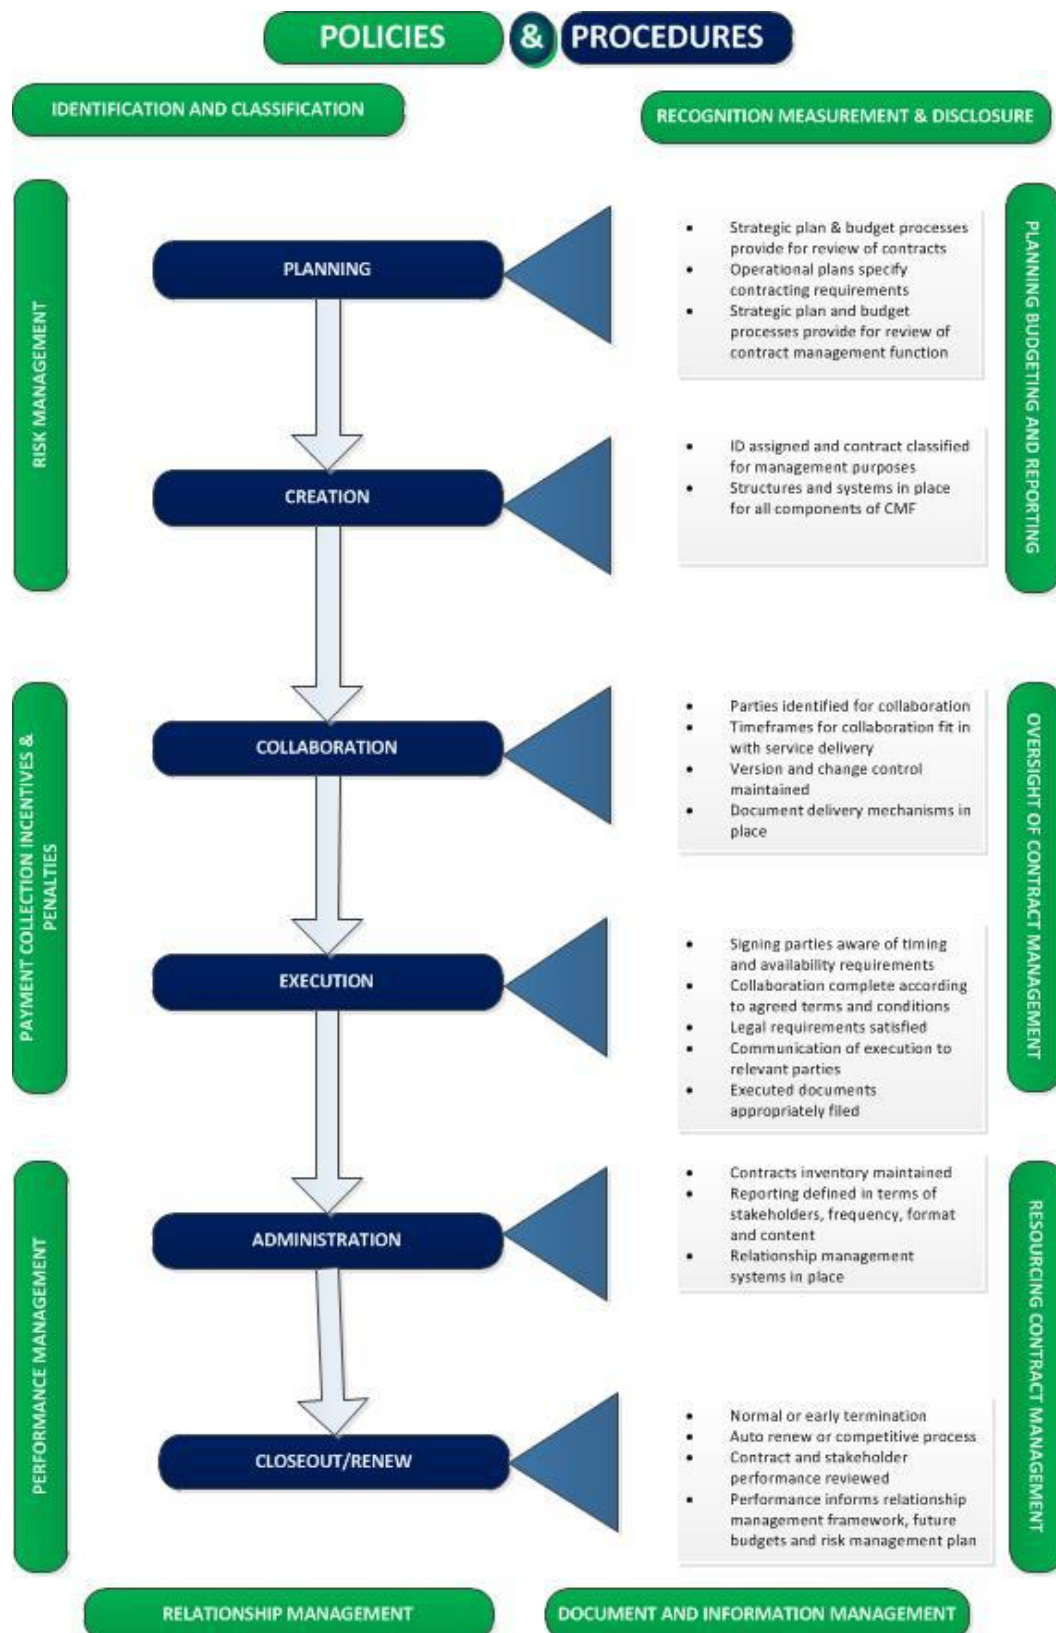 POLICIES & PROCEDURES
IDENTIFICATION AND CLASSIFICATION
RECOGNITION MEASUREMENT & DISCLOSURE
RISK MANAGEMENT
PLANNING BUDGETING AND REPORTING
PLANNING
• Strategic plan & budget processes
provide for review of contracts
• Operational plans specify
contracting requirements
• Strategic plan and budget
processes provide for review of
contract management function
CREATION
• ID assigned and contract classified
for management purposes
• Structures and systems in place
for all components of CMF
PAYMENT COLLECTION INCENTIVES &
PENALTIES
OVERSIGHT OF CONTRACT MANAGEMENT
COLLABORATION
• Parties identified for collaboration
• Timeframes for collaboration fit in
with service delivery
• Version and change control
maintained
• Document delivery mechanisms in
place
EXECUTION
• Signing parties aware of timing
and availability requirements
• Collaboration complete according
to agreed terms and conditions
• Legal requirements satisfied
• Communication of execution to
relevant parties
• Executed documents
appropriately filed
PERFORMANCE MANAGEMENT
RESOURCING CONTRACT MANAGEMENT
ADMINISTRATION
• Contracts inventory maintained
• Reporting defined in terms of
stakeholders, frequency, format
and content
• Relationship management
systems in place
CLOSEOUT/RENEW
• Normal or early termination
• Auto renew or competitive process
• Contract and stakeholder
performance reviewed
• Performance informs relationship
management framework, future
budgets and risk management plan
RELATIONSHIP MANAGEMENT
DOCUMENT AND INFORMATION MANAGEMENT